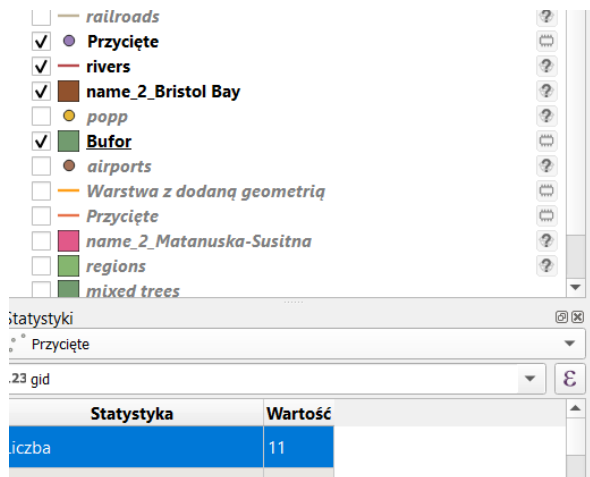 railroads
Przycięte
rivers
name_2_Bristol Bay
popp
Bufor
airports
Warstwa z dodaną geometrią
Przycięte
name_2_Matanuska-Susitna
regions
mixed trees
Statystyki
Przycięte
.23 gid
ε
Statystyka Wartość
Liczba 11